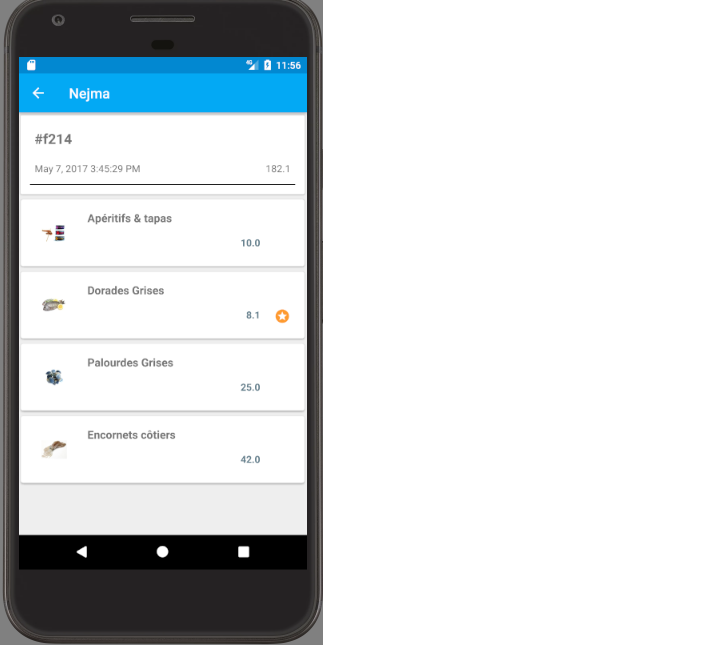 11:56
Nejma
#f214
May 7, 2017 3:45:29 PM 182.1
Apéritifs & tapas
10.0
Dorades Grises
8.1
Palourdes Grises
25.0
Encornets côtiers
42.0